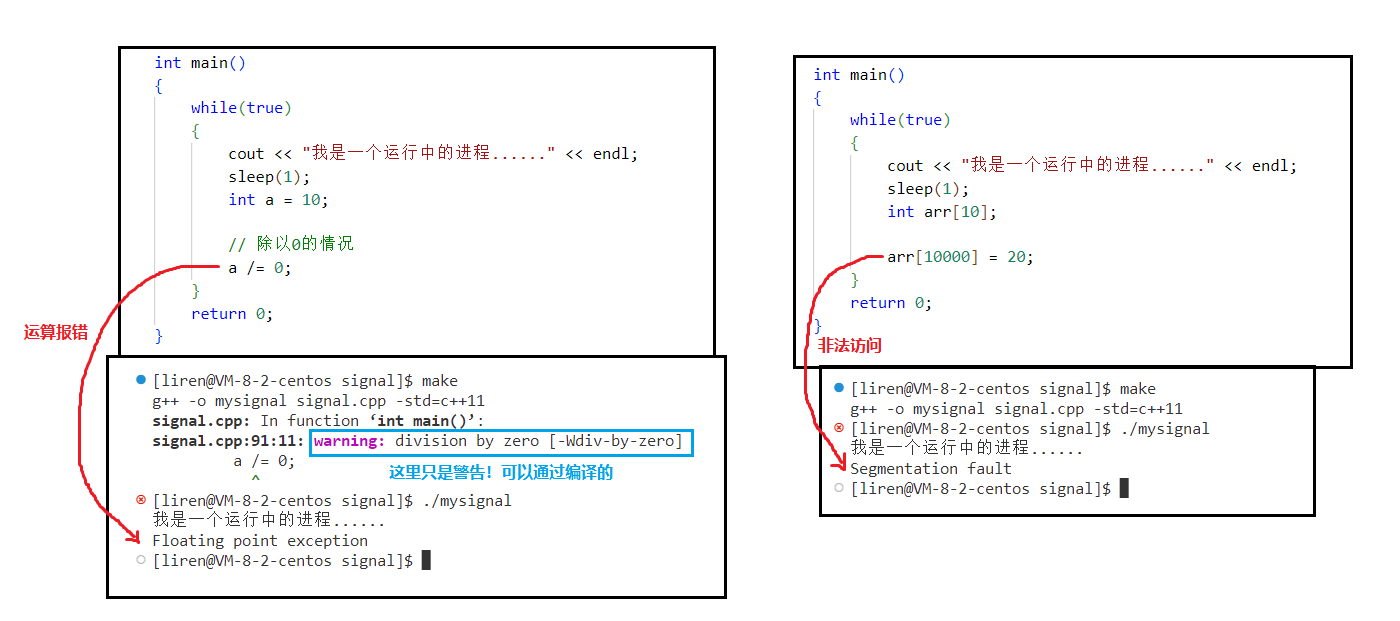 int main()
{
while(true)
{
cout << "我是一个运行中的进程......" << endl;
sleep(1);
int a = 10;
// 除以0的情况
a /= 0;
}
return 0;
}
运算报错
[liren@VM-8-2-centos signal]$ make
g++ -o mysignal signal.cpp -std=c++11
signal.cpp: In function ‘int main()’:
signal.cpp:91:11: warning: division by zero [-Wdiv-by-zero]
a /= 0;
^
这里只是警告！可以通过编译的
[liren@VM-8-2-centos signal]$ ./mysignal
我是一个运行中的进程......
Floating point exception
[liren@VM-8-2-centos signal]$
int main()
{
while(true)
{
cout << "我是一个运行中的进程......" << endl;
sleep(1);
int arr[10];
arr[10000] = 20;
}
return 0;
}
非法访问
[liren@VM-8-2-centos signal]$ make
g++ -o mysignal signal.cpp -std=c++11
[liren@VM-8-2-centos signal]$ ./mysignal
我是一个运行中的进程......
Segmentation fault
[liren@VM-8-2-centos signal]$